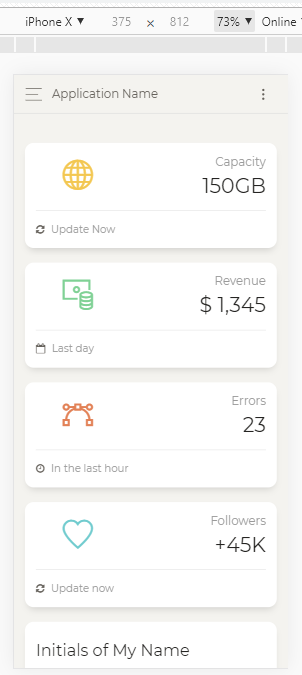 iPhone X ▼ 375 × 812 73% ▼ Online
Application Name
Capacity
150GB
Update Now
Revenue
$ 1,345
Last day
Errors
23
In the last hour
Followers
+45K
Update now
Initials of My Name